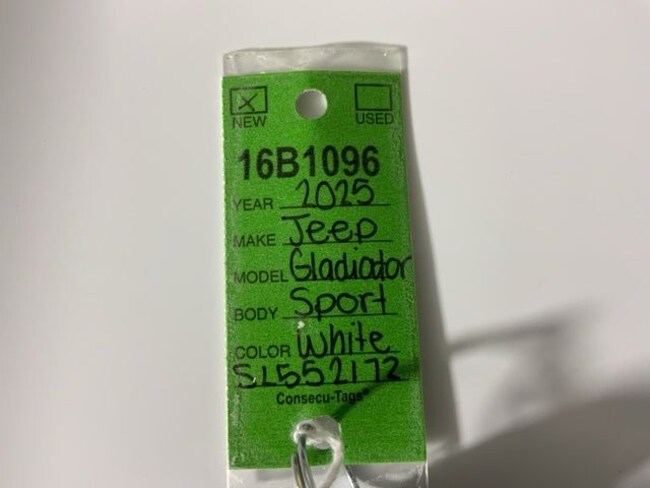 NEW USED
16B1096
YEAR 2025
MAKE Jeep
MODEL Gladiator
BODY Sport
COLOR White
SL552172
Consecu-Tags®